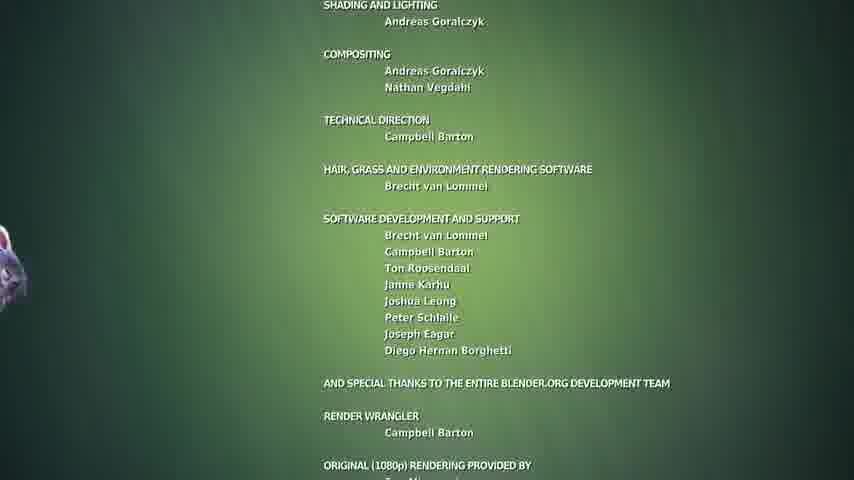 SHADING AND LIGHTING
Andreas Goralczyk
COMPOSITING
Andreas Goralczyk
Nathan Vegdahl
TECHNICAL DIRECTION
Campbell Barton
HAIR, GRASS AND ENVIRONMENT RENDERING SOFTWARE
Brecht van Lommel
SOFTWARE DEVELOPMENT AND SUPPORT
Brecht van Lommel
Campbell Barton
Ton Roosendaal
Janne Karhu
Joshua Leung
Peter Schlaile
Joseph Eagar
Diego Hernan Borghetti
AND SPECIAL THANKS TO THE ENTIRE BLENDER.ORG DEVELOPMENT TEAM
RENDER WRANGLER
Campbell Barton
ORIGINAL (1080p) RENDERING PROVIDED BY